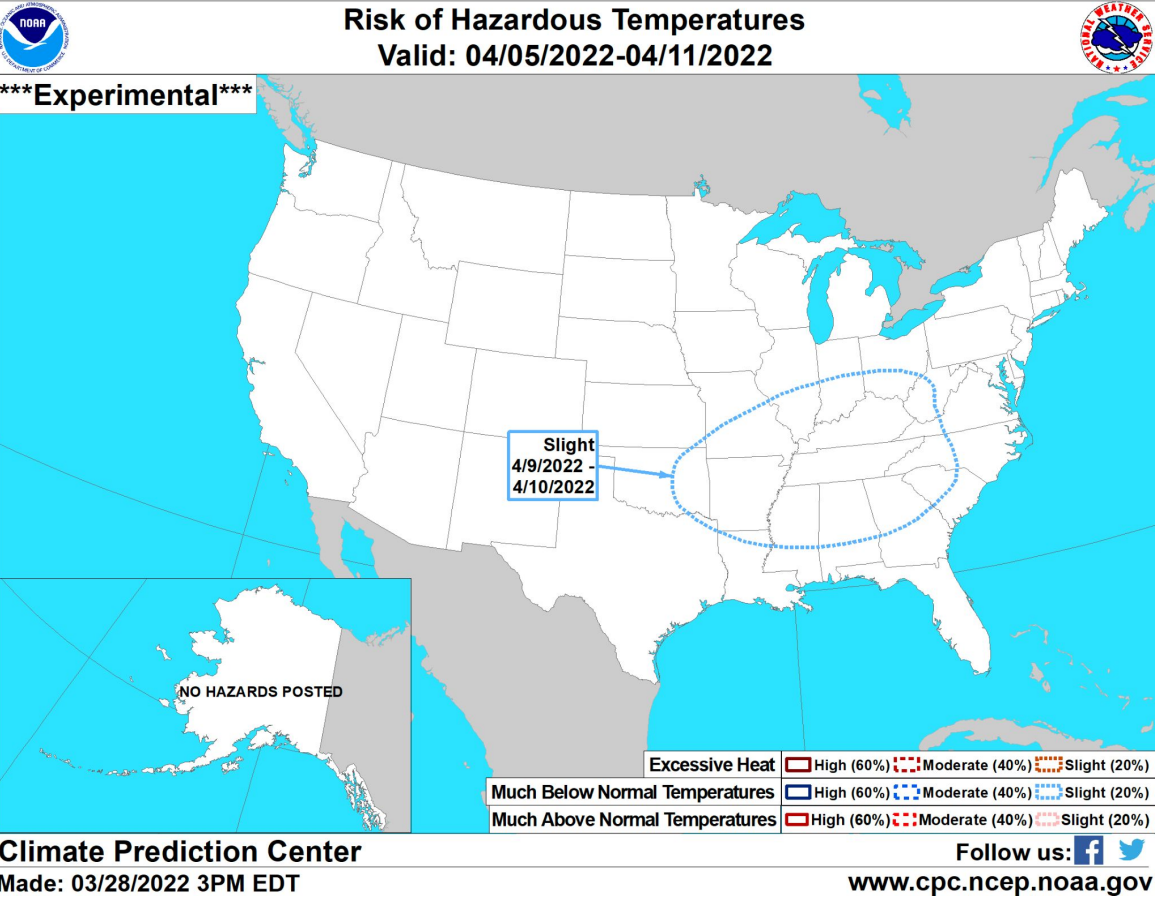 NOAA
Risk of Hazardous Temperatures
Valid: 04/05/2022-04/11/2022
***Experimental***
Slight
4/9/2022 -
4/10/2022
NO HAZARDS POSTED
Excessive Heat High (60%) Moderate (40%) Slight (20%)
Much Below Normal Temperatures High (60%) Moderate (40%) Slight (20%)
Much Above Normal Temperatures High (60%) Moderate (40%) Slight (20%)
Climate Prediction Center
Follow us:
Made: 03/28/2022 3PM EDT
www.cpc.ncep.noaa.gov